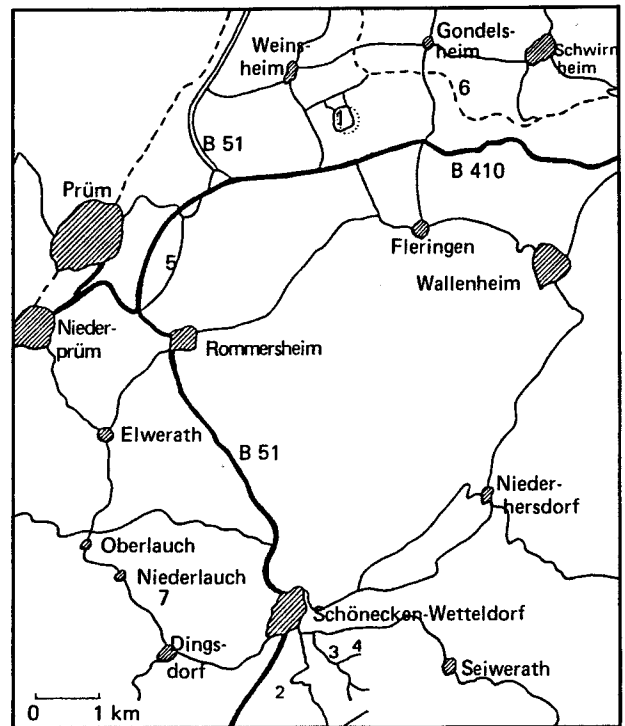 Weins-
heim
Gondels-
heim
Schwirn
heim
6
1
B 51
B 410
Prüm
Fleringen
5
Wallenheim
Nieder-
prüm
Rommersheim
Elwerath
B 51
Nieder-
hersdorf
Oberlauch
Niederlauch
7
Schönecken-Wetteldorf
Dings-
dorf
3 4
Seiwerath
2
0 1 km